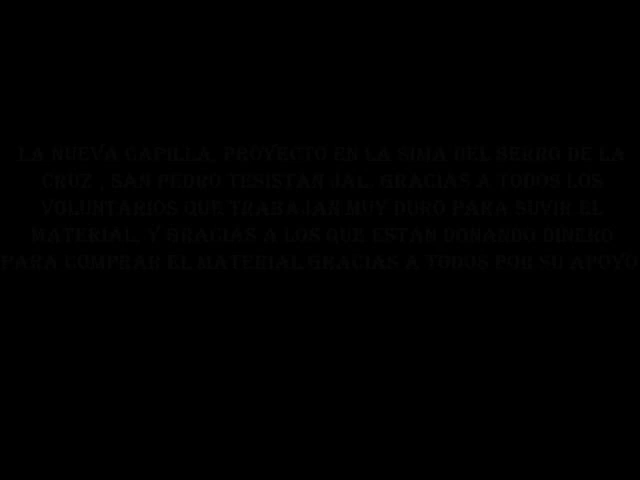 LA NUEVA CAPILLA, PROYECTO EN LA SIMA DEL SERRO DE LA
CRUZ , SAN PEDRO TESISTAN JAL. GRACIAS A TODOS LOS
VOLUNTARIOS QUE TRABAJAN MUY DURO PARA SUVIR EL
MATERIAL, Y GRACIAS A LOS QUE ESTAN DONANDO DINERO
PARA COMPRAR EL MATERIAL GRACIAS A TODOS POR SU APOYO